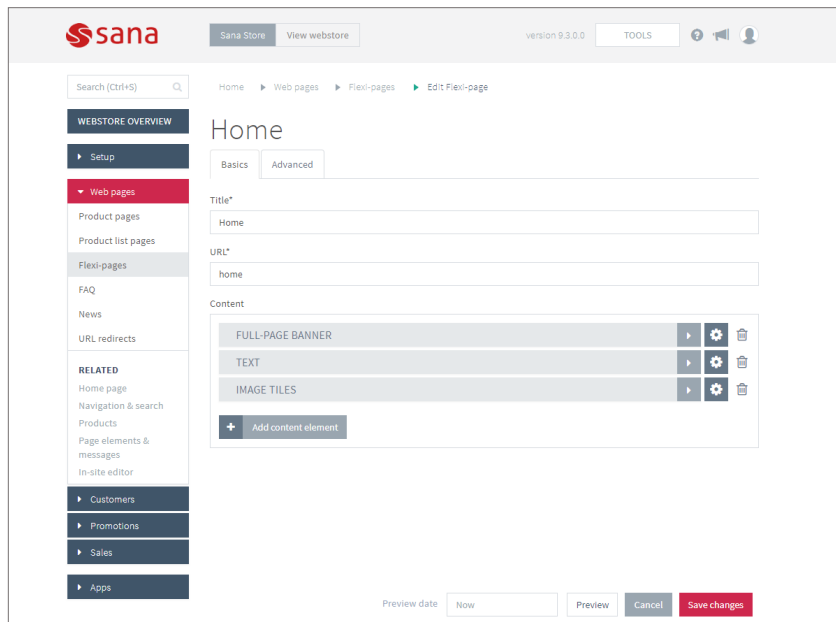 sana
Sana Store
View webstore
version 9.3.0.0
TOOLS
?
Search (Ctrl+S)
Home
Web pages
Flexi-pages
Edit Flexi-page
WEBSTORE OVERVIEW
Setup
Web pages
Product pages
Product list pages
Flexi-pages
FAQ
News
URL redirects
RELATED
Home page
Navigation & search
Products
Page elements &
messages
In-site editor
Customers
Promotions
Sales
Apps
Home
Basics
Advanced
Title*
Home
URL*
home
Content
FULL-PAGE BANNER
TEXT
IMAGE TILES
+ Add content element
Preview date
Now
Preview
Cancel
Save changes